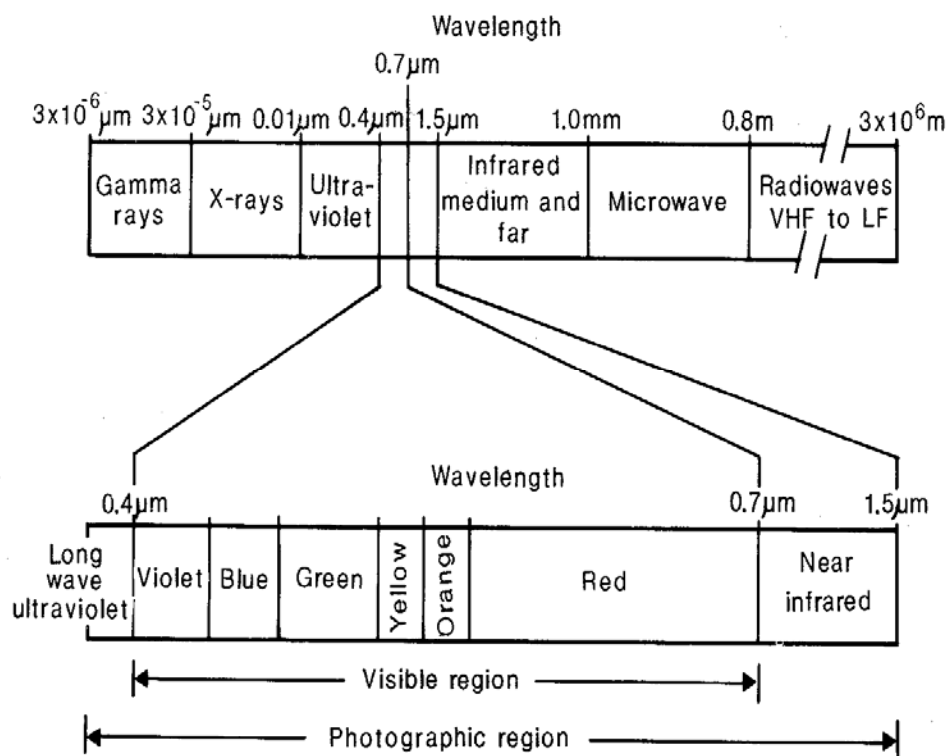 Wavelength
0.7µm
3x10⁻⁶µm 3x10⁻⁵µm 0.01µm 0.4µm 1.5µm 1.0mm 0.8m 3x10⁶m
Gamma
rays
X-rays
Ultra-
violet
Infrared
medium and
far
Microwave
Radiowaves
VHF to LF
Wavelength
0.4µm 0.7µm 1.5µm
Long
wave
ultraviolet
Violet
Blue
Green
Yellow
Orange
Red
Near
infrared
Visible region
Photographic region